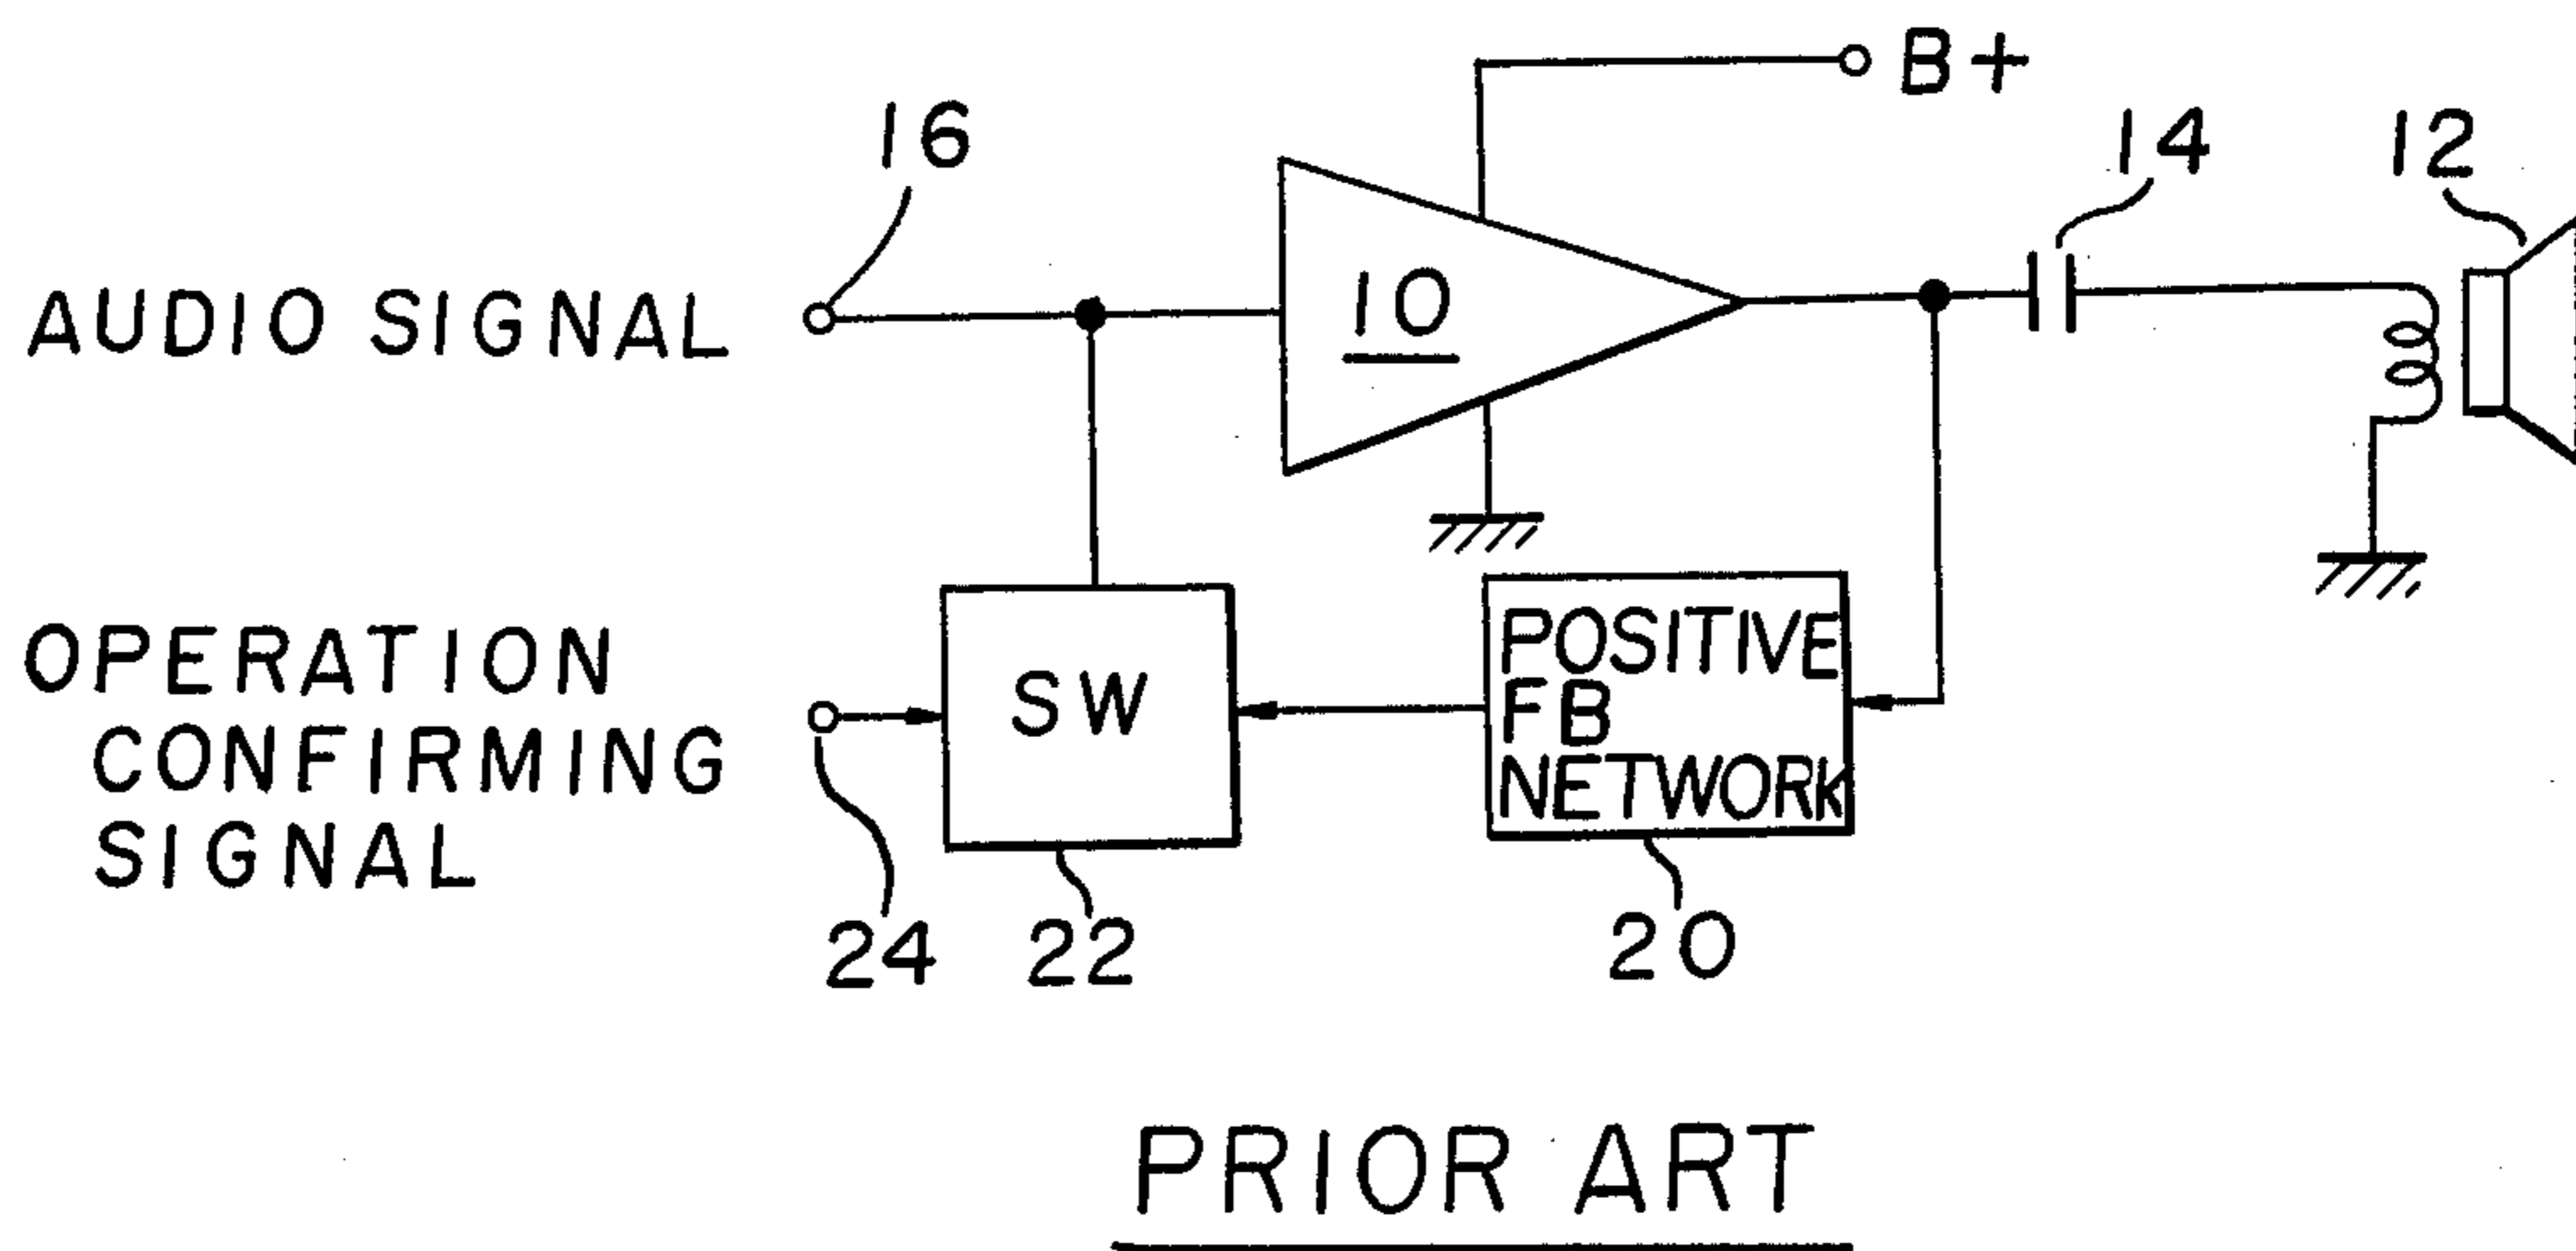 B+
16
14
12
10
AUDIO SIGNAL
OPERATION
CONFIRMING
SIGNAL
SW
POSITIVE
FB
NETWORK
24
22
20
PRIOR ART